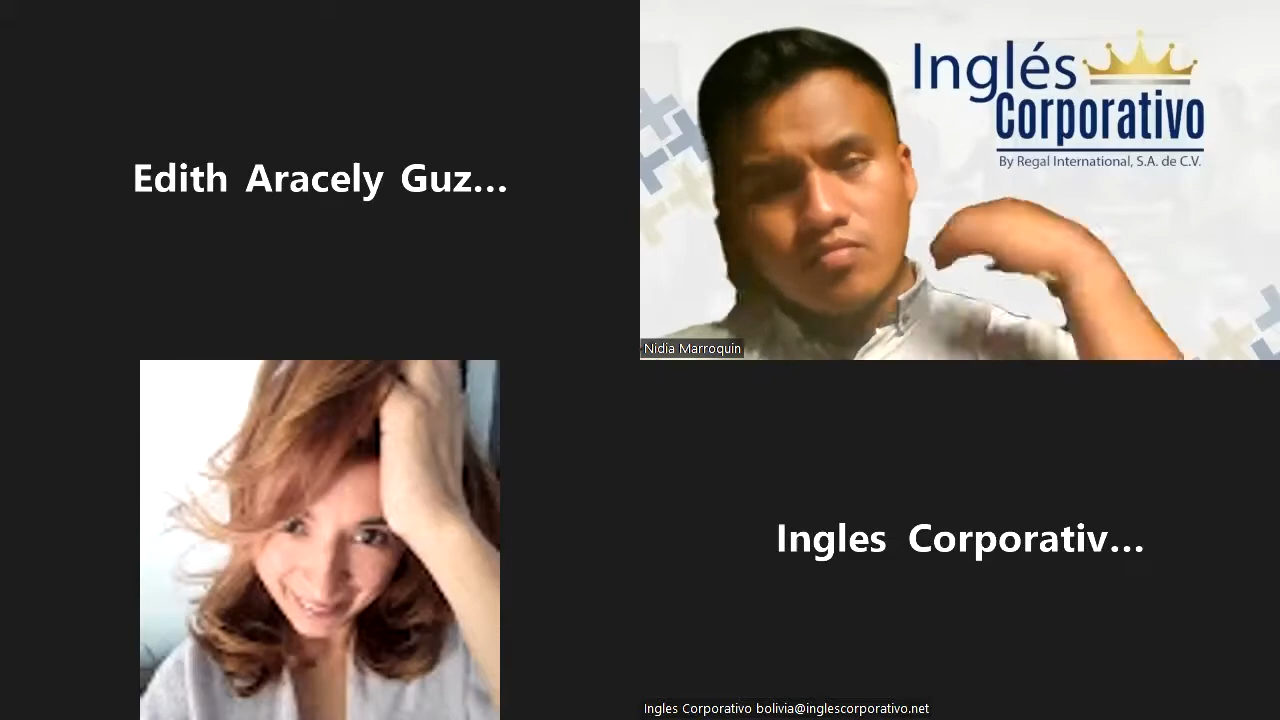 Edith Aracely Guz...
Inglés
Corporativo
By Regal International, S.A. de C.V.
Nidia Marroquin
Ingles Corporativ...
Ingles Corporativo bolivia@inglescorporativo.net